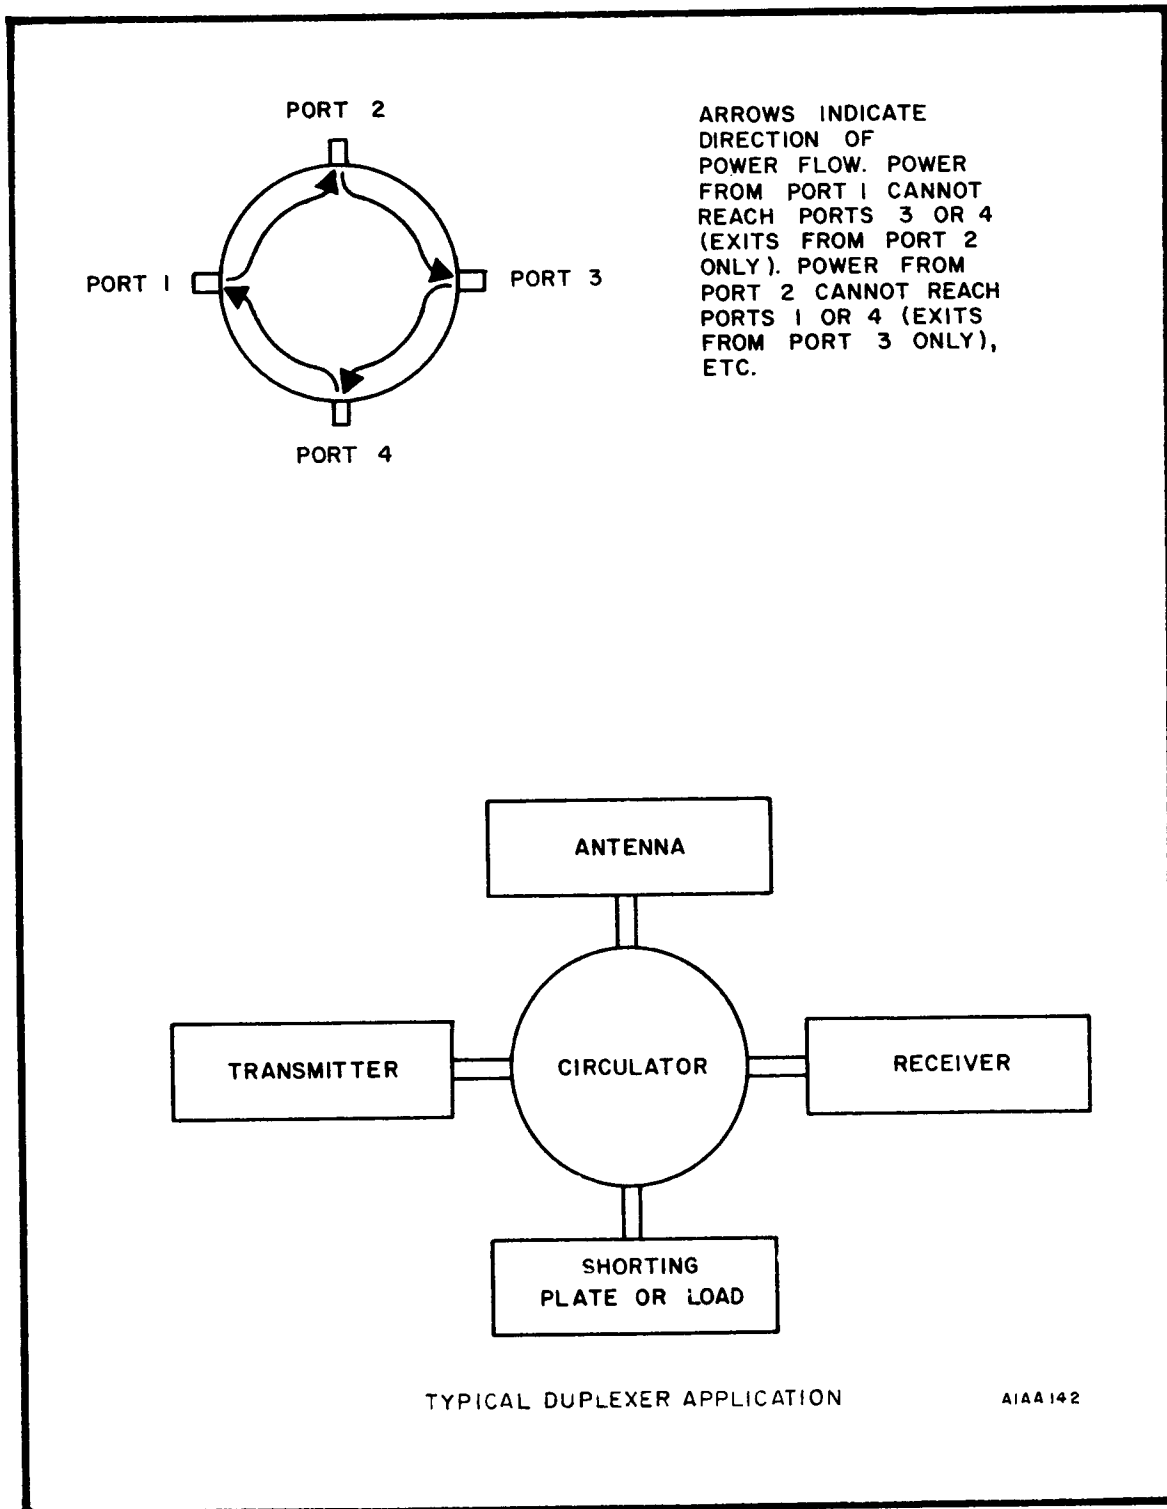 PORT 2
ARROWS INDICATE
DIRECTION OF
POWER FLOW. POWER
FROM PORT 1 CANNOT
REACH PORTS 3 OR 4
(EXITS FROM PORT 2
ONLY). POWER FROM
PORT 2 CANNOT REACH
PORTS 1 OR 4 (EXITS
FROM PORT 3 ONLY),
ETC.
PORT 1
PORT 3
PORT 4
ANTENNA
TRANSMITTER
CIRCULATOR
RECEIVER
SHORTING
PLATE OR LOAD
TYPICAL DUPLEXER APPLICATION
A1AA142